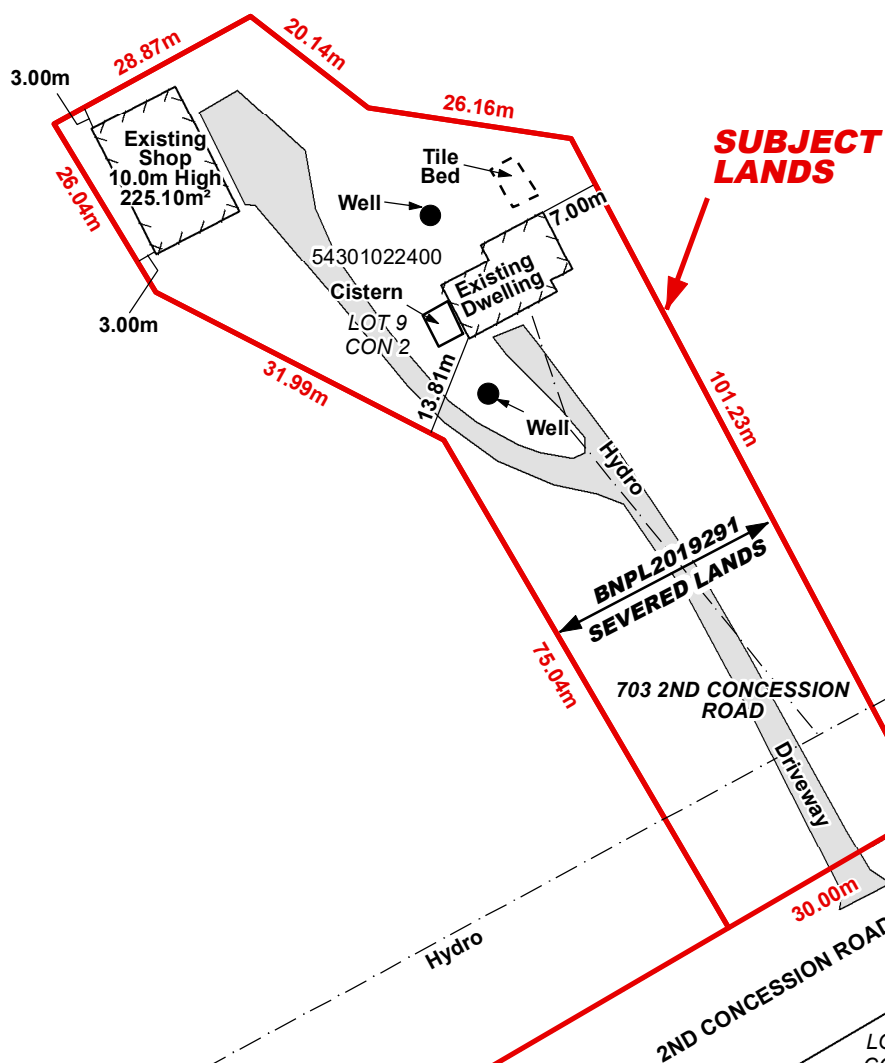 28.87m
20.14m
3.00m
26.16m
SUBJECT
LANDS
Existing
Shop
10.0m High
225.10m²
Tile
Bed
26.04m
Well
7.00m
54301022400
Existing
Dwelling
Cistern
LOT 9
CON 2
3.00m
31.99m
13.81m
101.23m
Well
Hydro
BNPL2019291
SEVERED LANDS
75.04m
703 2ND CONCESSION
ROAD
Driveway
30.00m
Hydro
2ND CONCESSION ROAD